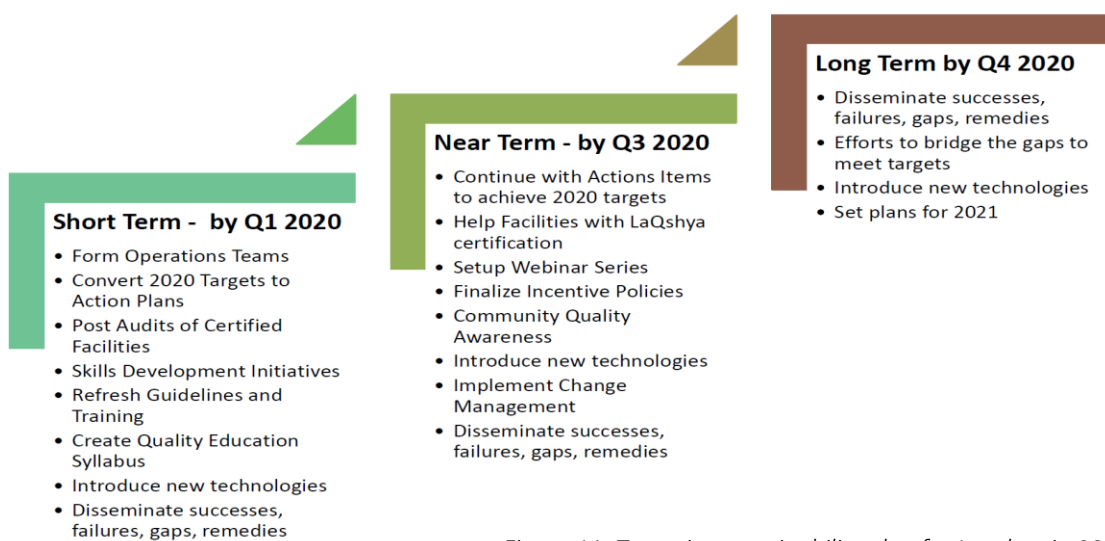 Short Term - by Q1 2020
• Form Operations Teams
• Convert 2020 Targets to
Action Plans
• Post Audits of Certified
Facilities
• Skills Development Initiatives
• Refresh Guidelines and
Training
• Create Quality Education
Syllabus
• Introduce new technologies
• Disseminate successes,
failures, gaps, remedies
Near Term - by Q3 2020
• Continue with Actions Items
to achieve 2020 targets
• Help Facilities with LaQshya
certification
• Setup Webinar Series
• Finalize Incentive Policies
• Community Quality
Awareness
• Introduce new technologies
• Implement Change
Management
• Disseminate successes,
failures, gaps, remedies
Long Term by Q4 2020
• Disseminate successes,
failures, gaps, remedies
• Efforts to bridge the gaps to
meet targets
• Introduce new technologies
• Set plans for 2021